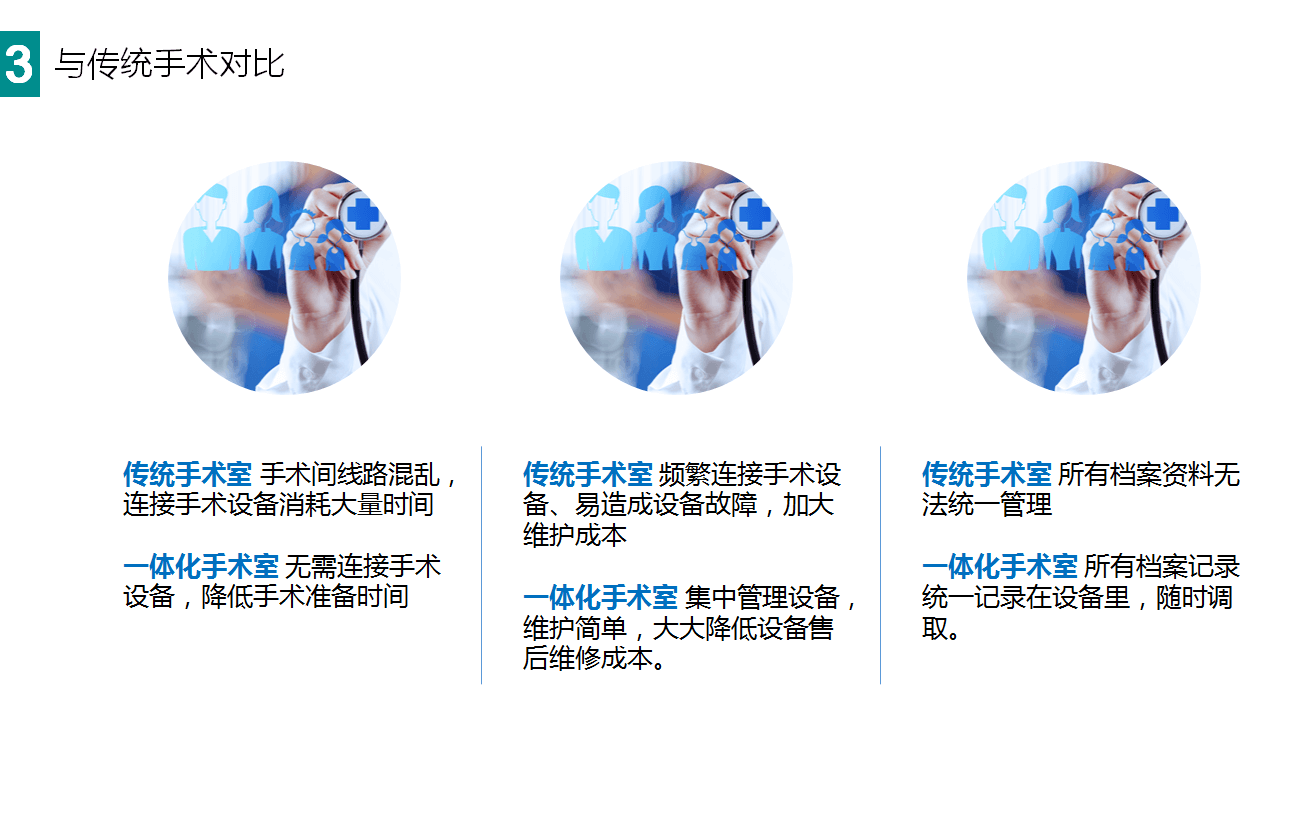 3 与传统手术对比
传统手术室 手术间线路混乱，
连接手术设备消耗大量时间
一体化手术室 无需连接手术
设备，降低手术准备时间
传统手术室 频繁连接手术设
备、易造成设备故障，加大
维护成本
一体化手术室 集中管理设备，
维护简单，大大降低设备售
后维修成本。
传统手术室 所有档案资料无
法统一管理
一体化手术室 所有档案记录
统一记录在设备里，随时调
取。